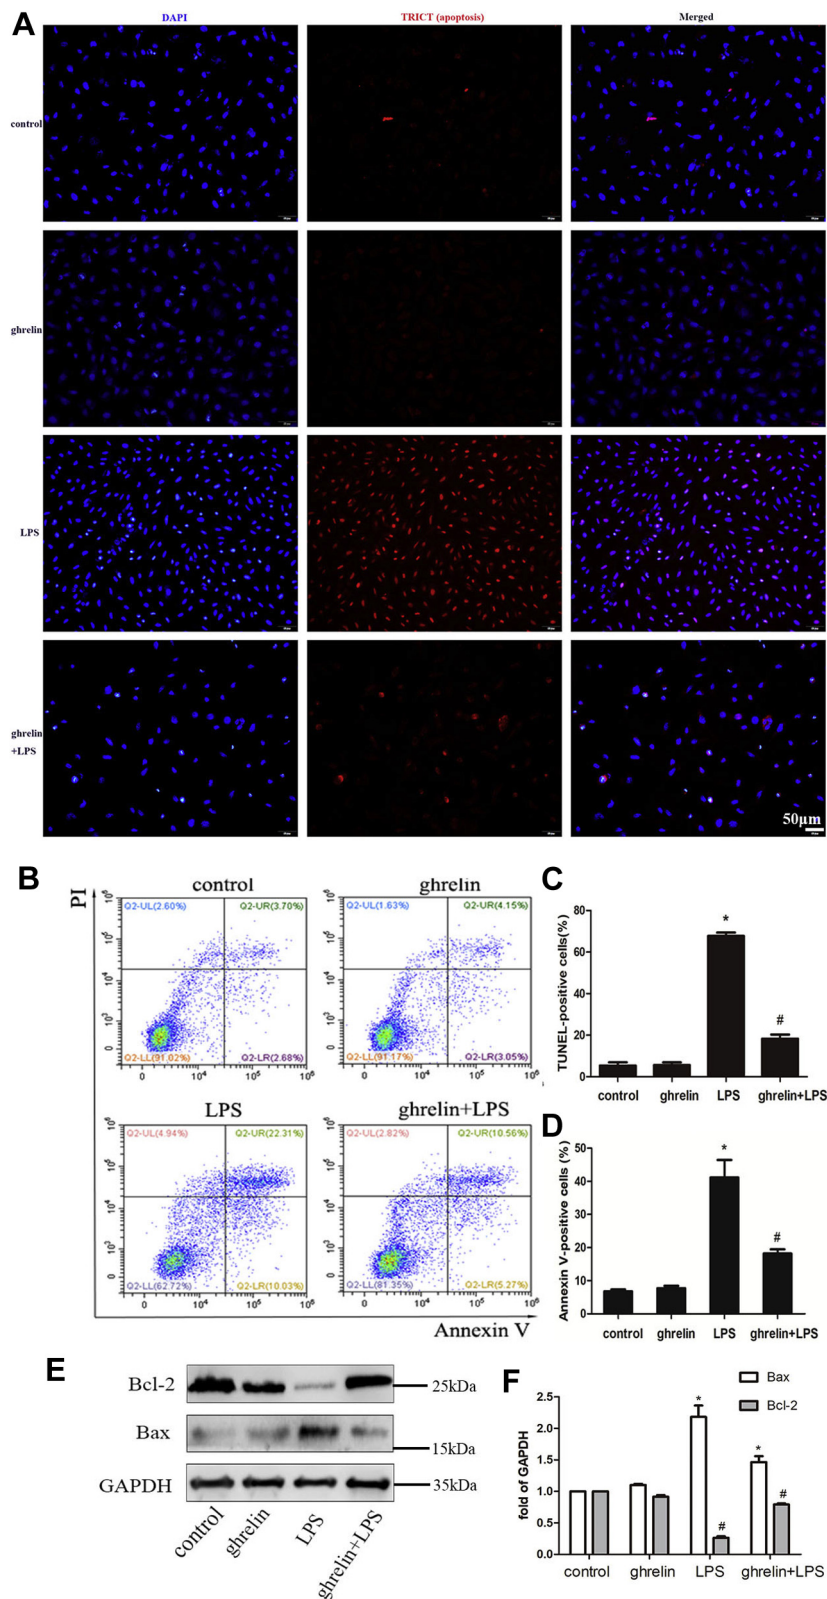 A
DAPI
TRICT (apoptosis)
Merged
control
ghrelin
LPS
ghrelin
+LPS
50μm
B
PI
control
ghrelin
Q2-UL(2.60%)
Q2-UR(3.70%)
Q2-UL(1.63%)
Q2-UR(4.15%)
Q2-LL(91.02%)
Q2-LR(2.68%)
Q2-LL(91.17%)
Q2-LR(3.05%)
LPS
ghrelin+LPS
Q2-UL(4.94%)
Q2-UR(22.31%)
Q2-UL(2.82%)
Q2-UR(10.56%)
Q2-LL(62.72%)
Q2-LR(10.03%)
Q2-LL(81.35%)
Q2-LR(5.27%)
Annexin V
C
TUNEL-positive cells(%)
80
60
40
20
0
*
#
control
ghrelin
LPS
ghrelin+LPS
D
Annexin V-positive cells (%)
50
40
30
20
10
0
*
#
control
ghrelin
LPS
ghrelin+LPS
E
Bcl-2
25kDa
Bax
15kDa
GAPDH
35kDa
control
ghrelin
LPS
ghrelin+LPS
F
Bax
Bcl-2
fold of GAPDH
2.5
2.0
1.5
1.0
0.5
0.0
*
#
*
#
control
ghrelin
LPS
ghrelin+LPS